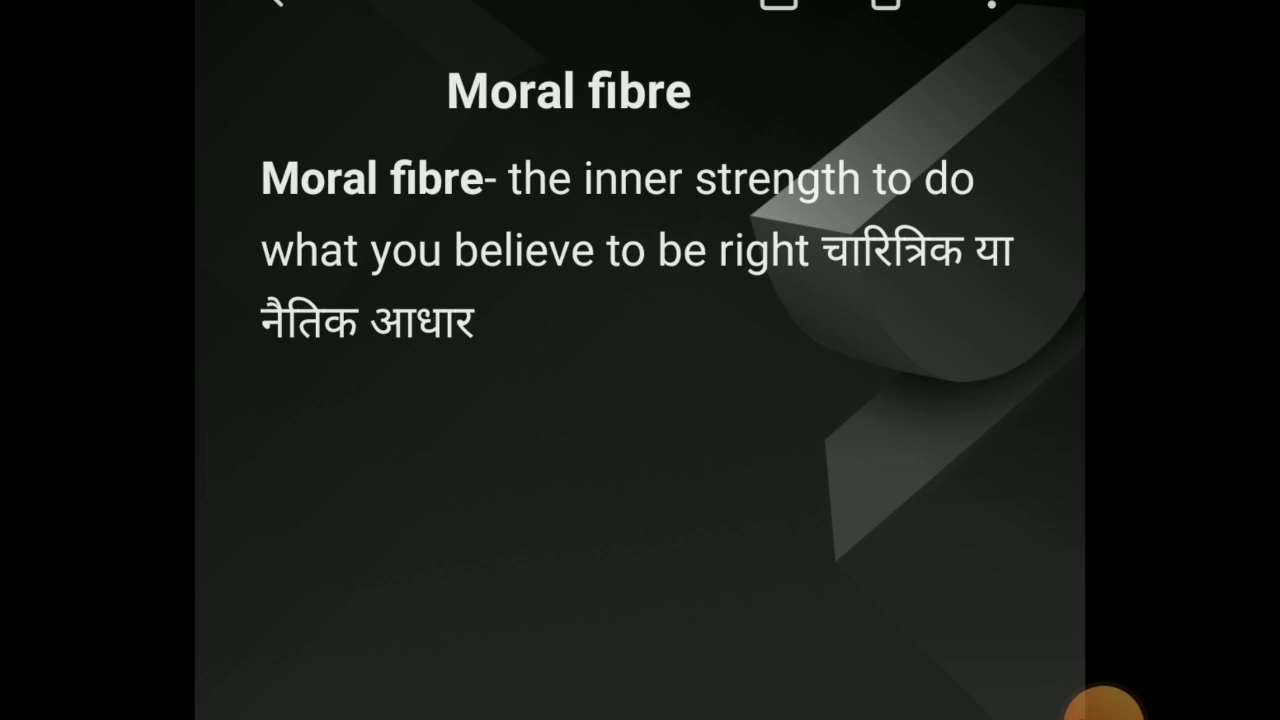 Moral fibre
Moral fibre- the inner strength to do
what you believe to be right चारित्रिक या
नैतिक आधार